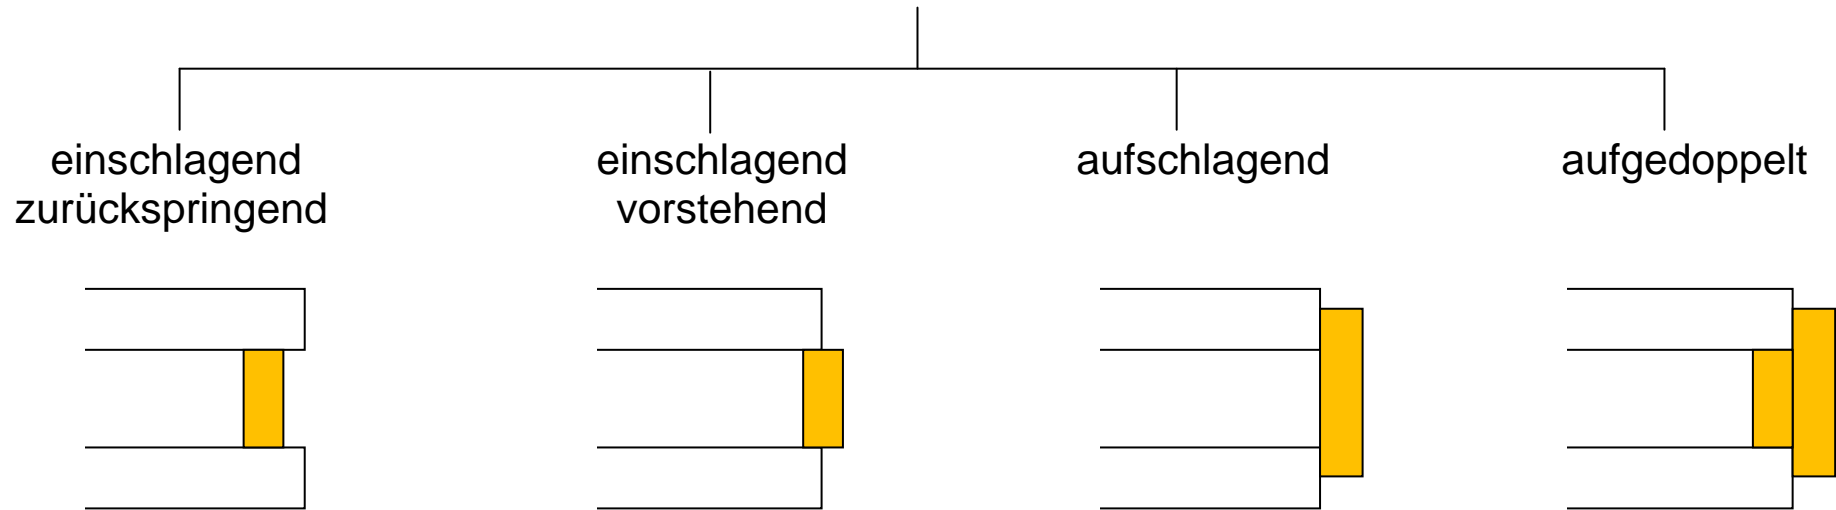 einschlagend
zurückspringend
einschlagend
vorstehend
aufschlagend
aufgedoppelt